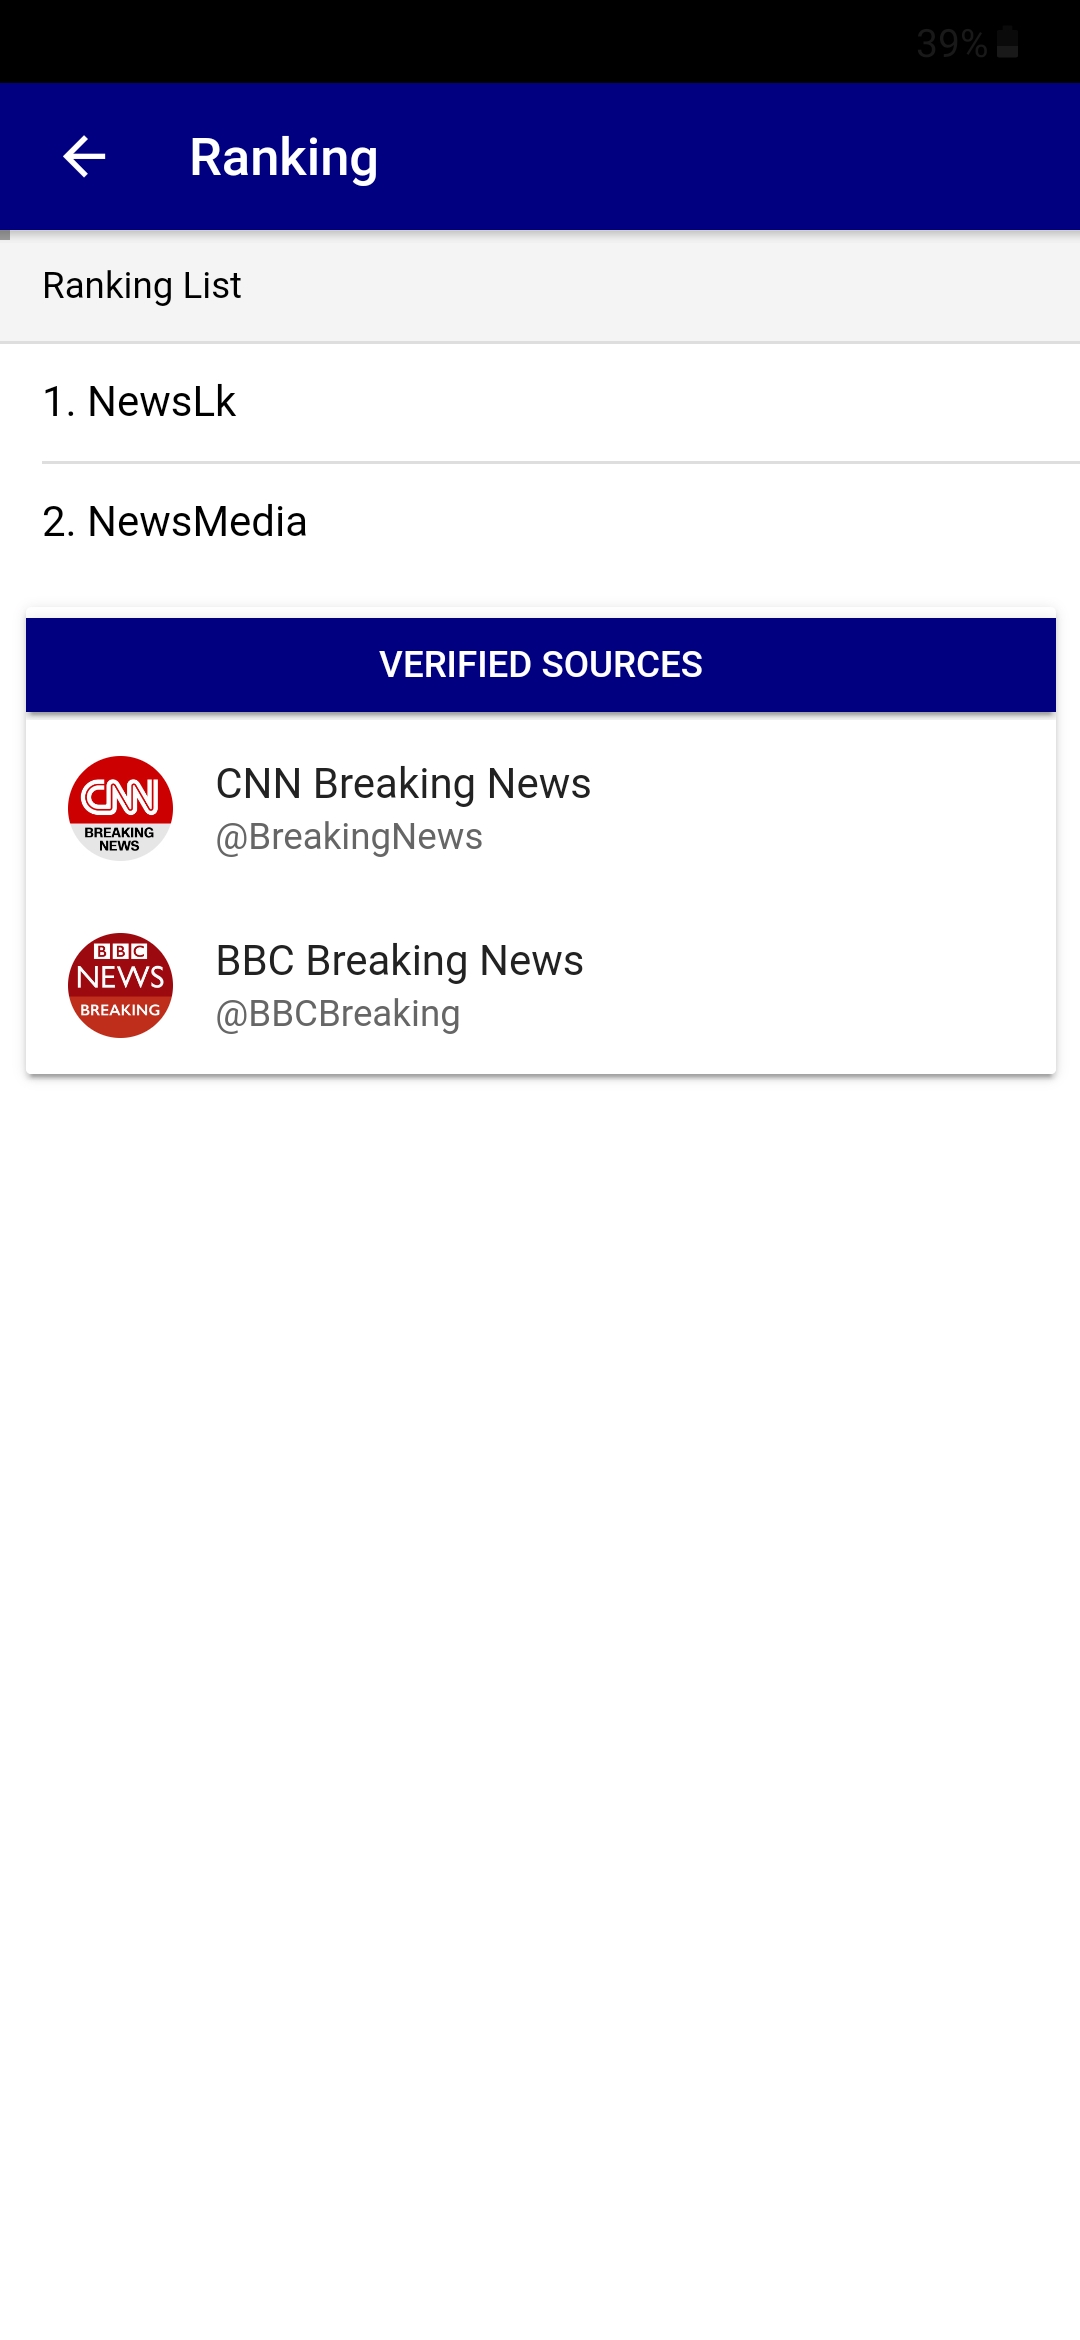 39%
Ranking
Ranking List
1. NewsLk
2. NewsMedia
VERIFIED SOURCES
CNN
BREAKING
NEWS
CNN Breaking News
@BreakingNews
BBC
NEWS
BREAKING
BBC Breaking News
@BBCBreaking